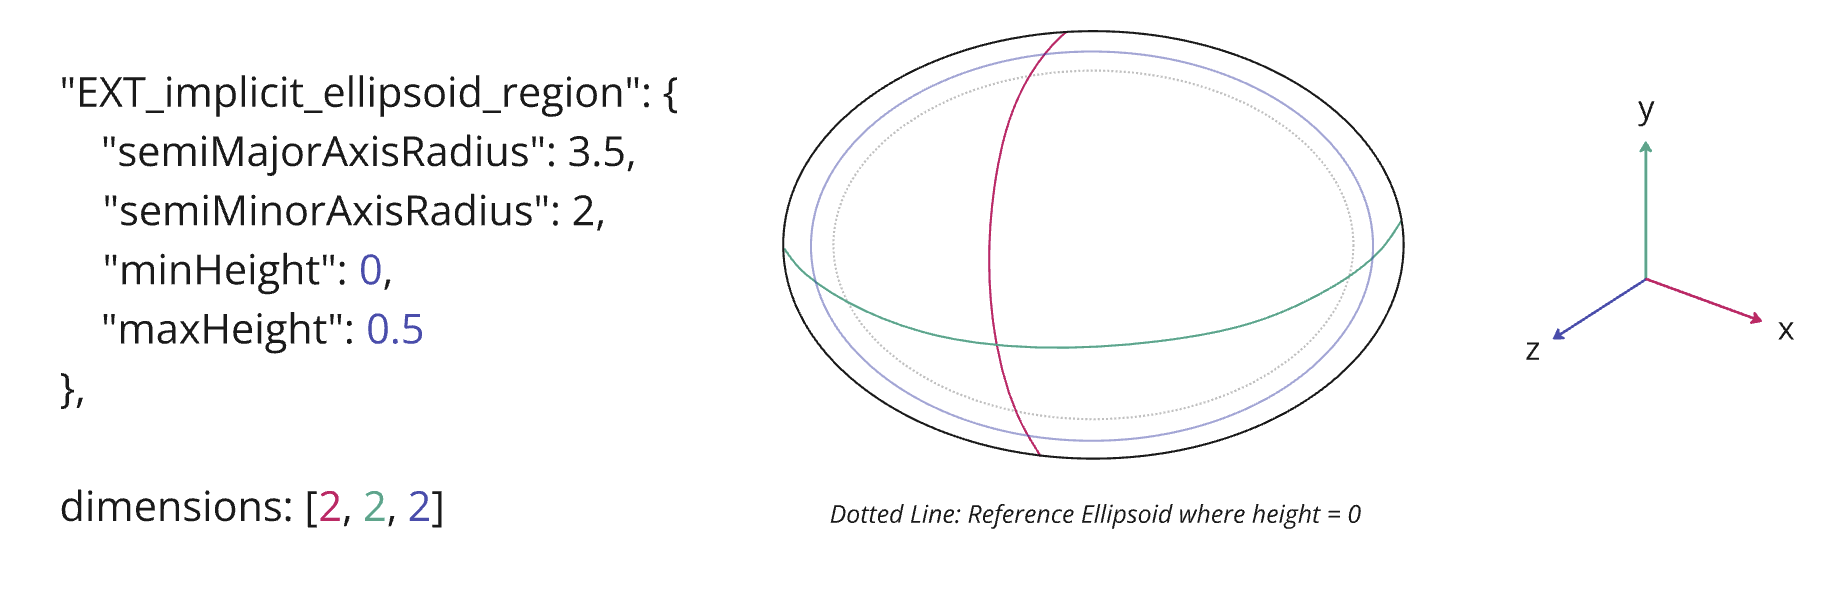 "EXT_implicit_ellipsoid_region": {
"semiMajorAxisRadius": 3.5,
"semiMinorAxisRadius": 2,
"minHeight": 0,
"maxHeight": 0.5
},
dimensions: [2, 2, 2]
Dotted Line: Reference Ellipsoid where height = 0
y
x
z